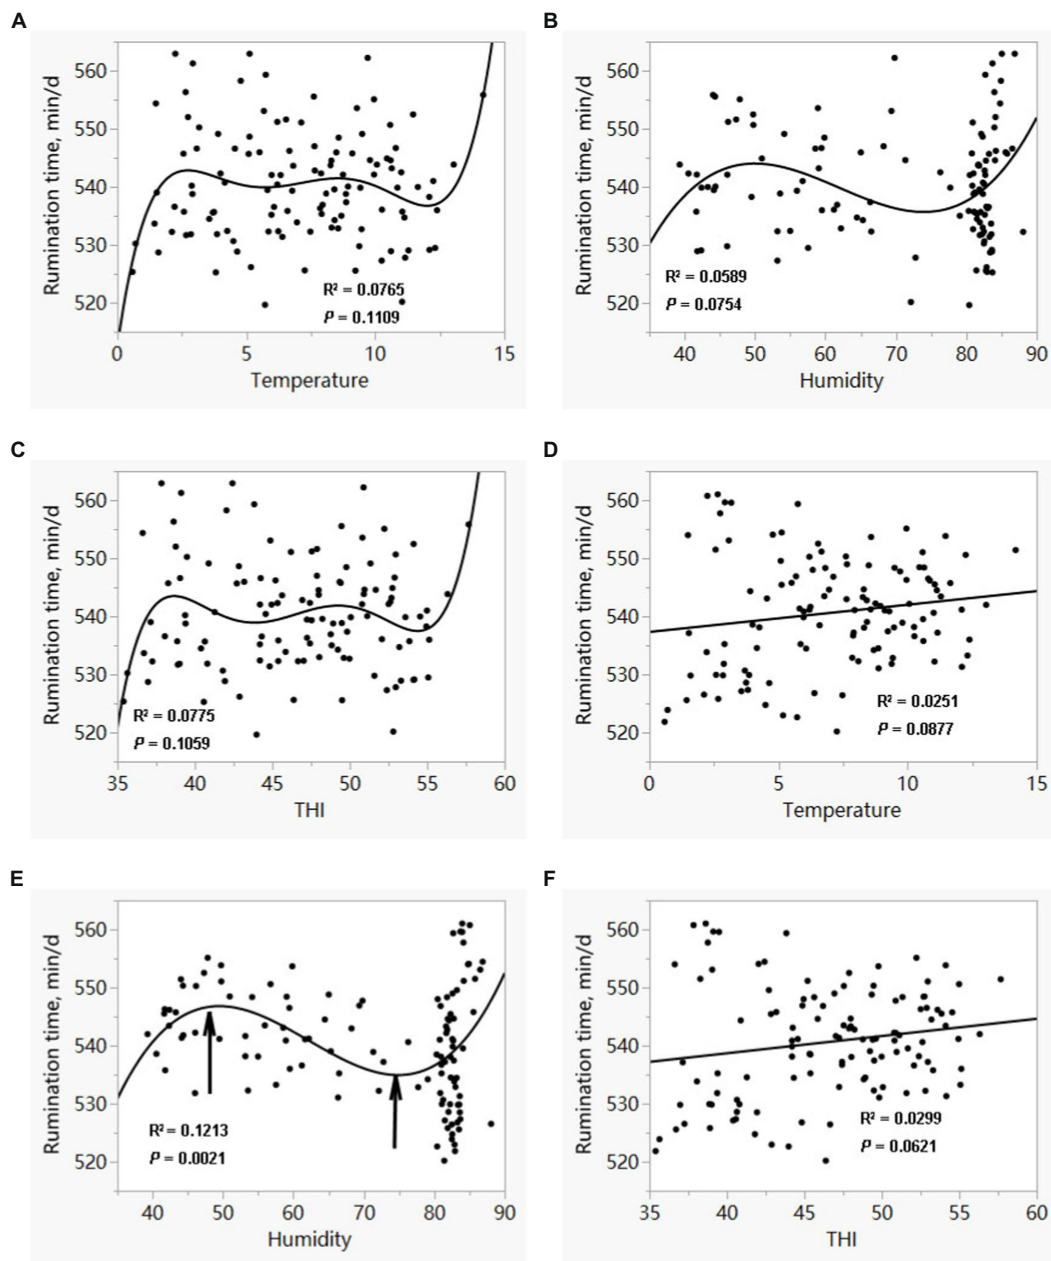 A
Rumination time, min/d
560
550
540
530
520
R² = 0.0765
P = 0.1109
0 5 10 15
Temperature
B
Rumination time, min/d
560
550
540
530
520
R² = 0.0589
P = 0.0754
40 50 60 70 80 90
Humidity
C
Rumination time, min/d
560
550
540
530
520
R² = 0.0775
P = 0.1059
35 40 45 50 55 60
THI
D
Rumination time, min/d
560
550
540
530
520
R² = 0.0251
P = 0.0877
0 5 10 15
Temperature
E
Rumination time, min/d
560
550
540
530
520
R² = 0.1213
P = 0.0021
40 50 60 70 80 90
Humidity
F
Rumination time, min/d
560
550
540
530
520
R² = 0.0299
P = 0.0621
35 40 45 50 55 60
THI